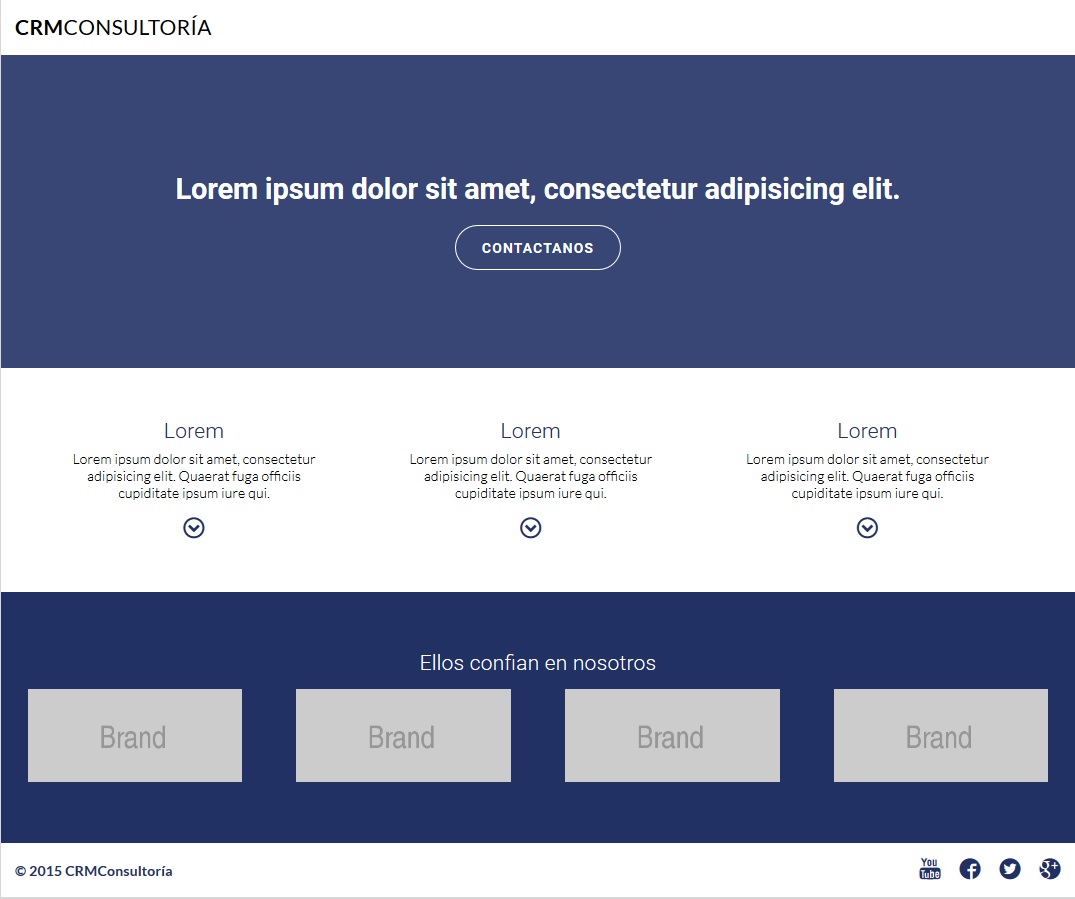 CRMCONSULTORÍA
Lorem ipsum dolor sit amet, consectetur adipisicing elit.
CONTACTANOS
Lorem
Lorem ipsum dolor sit amet, consectetur
adipisicing elit. Quaerat fuga officiis
cupiditate ipsum iure qui.
Lorem
Lorem ipsum dolor sit amet, consectetur
adipisicing elit. Quaerat fuga officiis
cupiditate ipsum iure qui.
Lorem
Lorem ipsum dolor sit amet, consectetur
adipisicing elit. Quaerat fuga officiis
cupiditate ipsum iure qui.
Ellos confian en nosotros
Brand
Brand
Brand
Brand
© 2015 CRMConsultoría
You
Tube
f
g+